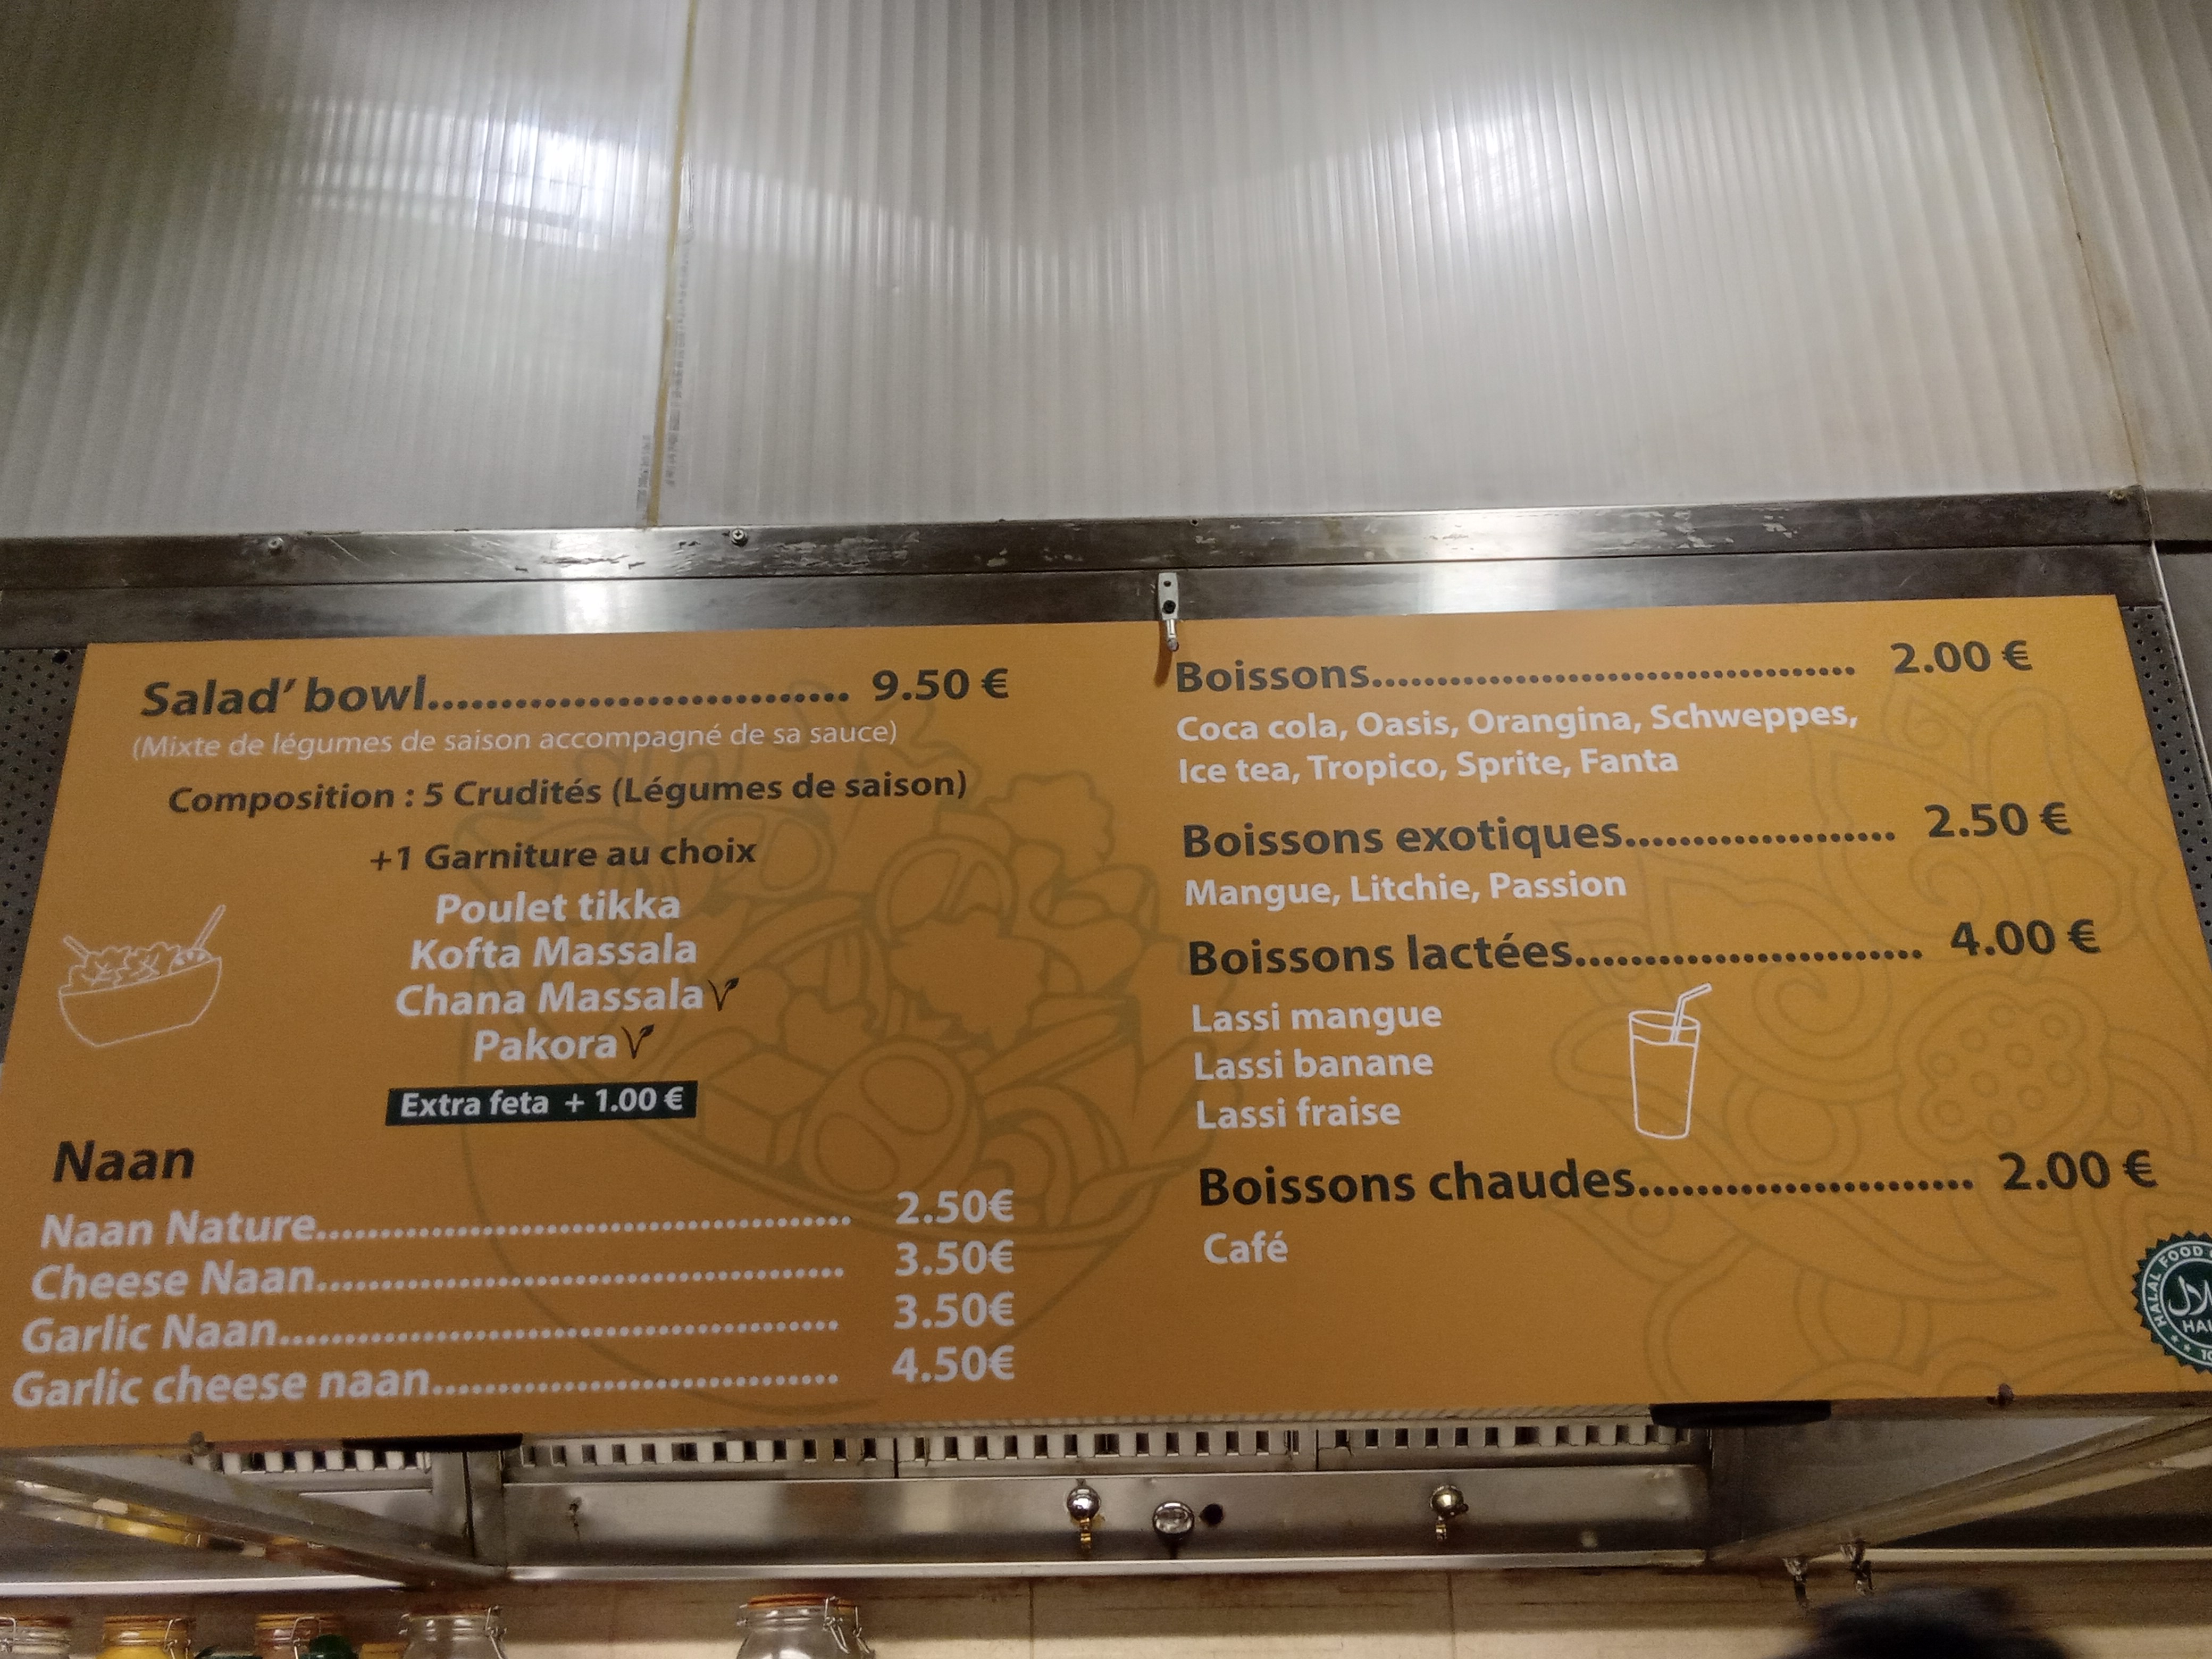 Salad' bowl.............................. 9.50 €
(Mixte de légumes de saison accompagné de sa sauce)
Composition : 5 Crudités (Légumes de saison)
+1 Garniture au choix
Poulet tikka
Kofta Massala
Chana Massala
Pakora
Extra feta + 1.00 €
Naan
Naan Nature.......................................... 2.50€
Cheese Naan......................................... 3.50€
Garlic Naan............................................ 3.50€
Garlic cheese naan................................ 4.50€
Boissons....................................... 2.00 €
Coca cola, Oasis, Orangina, Schweppes,
Ice tea, Tropico, Sprite, Fanta
Boissons exotiques.................... 2.50 €
Mangue, Litchie, Passion
Boissons lactées......................... 4.00 €
Lassi mangue
Lassi banane
Lassi fraise
Boissons chaudes....................... 2.00 €
Café
HALAL FOOD